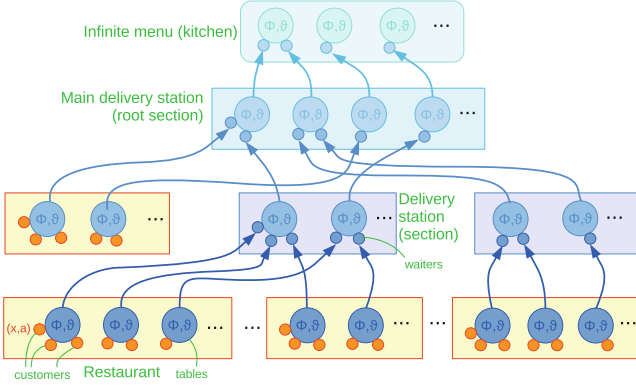 Infinite menu (kitchen)
Φ,ϑ Φ,ϑ Φ,ϑ ...
Main delivery station
(root section)
Φ,ϑ Φ,ϑ Φ,ϑ Φ,ϑ ...
Φ,ϑ Φ,ϑ ...
Φ,ϑ Φ,ϑ ...
Delivery
station
(section)
Φ,ϑ Φ,ϑ ...
waiters
(x,a)
Φ,ϑ Φ,ϑ Φ,ϑ ... ...
Φ,ϑ Φ,ϑ ... ...
Φ,ϑ Φ,ϑ Φ,ϑ ...
customers
Restaurant
tables